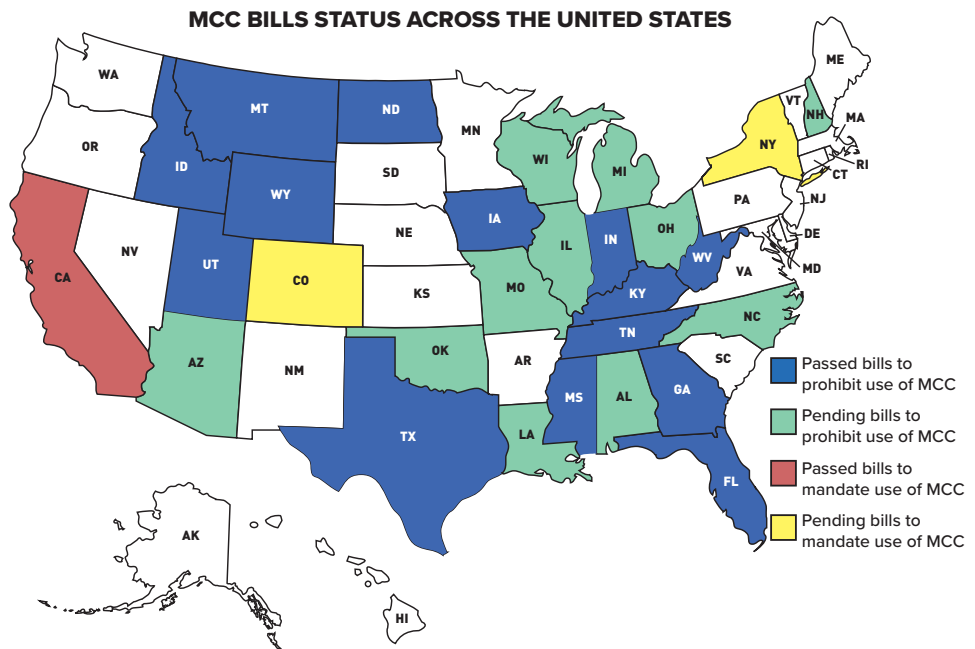 MCC BILLS STATUS ACROSS THE UNITED STATES
WA
MT
ND
MN
ME
VT
NH
MA
OR
ID
SD
WI
MI
NY
RI
CT
WY
IA
PA
NJ
NV
UT
NE
IL
IN
OH
WV
DE
MD
VA
CA
CO
KS
MO
KY
NC
AZ
NM
OK
AR
TN
SC
TX
LA
MS
AL
GA
FL
AK
HI
Passed bills to
prohibit use of MCC
Pending bills to
prohibit use of MCC
Passed bills to
mandate use of MCC
Pending bills to
mandate use of MCC